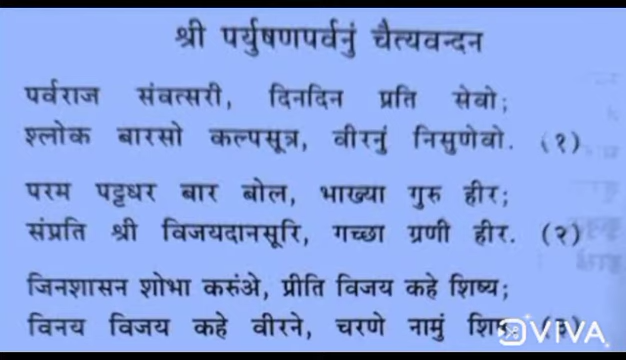 श्री पर्युषणपर्वनुं चैत्यवन्दन
पर्वराज संवत्सरी, दिनदिन प्रति सेवो;
श्लोक बारसो कल्पसूत्र, वीरनुं निसुणेवो. (१)
परम पट्टधर बार बोल, भाख्या गुरु हीर;
संप्रति श्री विजयदानसूरि, गच्छा ग्रणी हीर. (२)
जिनशासन शोभा करुंअे, प्रीति विजय कहे शिष्य;
विनय विजय कहे वीरने, चरणे नामुं (३)
VIVA